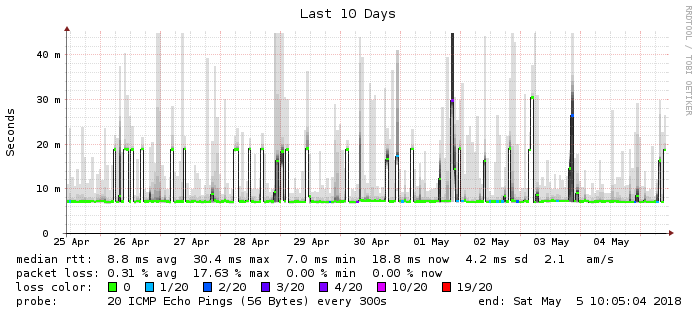 Last 10 Days
RRDTOOL / TOBI OETIKER
Seconds
40 m
30 m
20 m
10 m
0
25 Apr 26 Apr 27 Apr 28 Apr 29 Apr 30 Apr 01 May 02 May 03 May 04 May
median rtt: 8.8 ms avg 30.4 ms max 7.0 ms min 18.8 ms now 4.2 ms sd 2.1 am/s
packet loss: 0.31 % avg 17.63 % max 0.00 % min 0.00 % now
loss color: 0 1/20 2/20 3/20 4/20 10/20 19/20
probe: 20 ICMP Echo Pings (56 Bytes) every 300s end: Sat May 5 10:05:04 2018